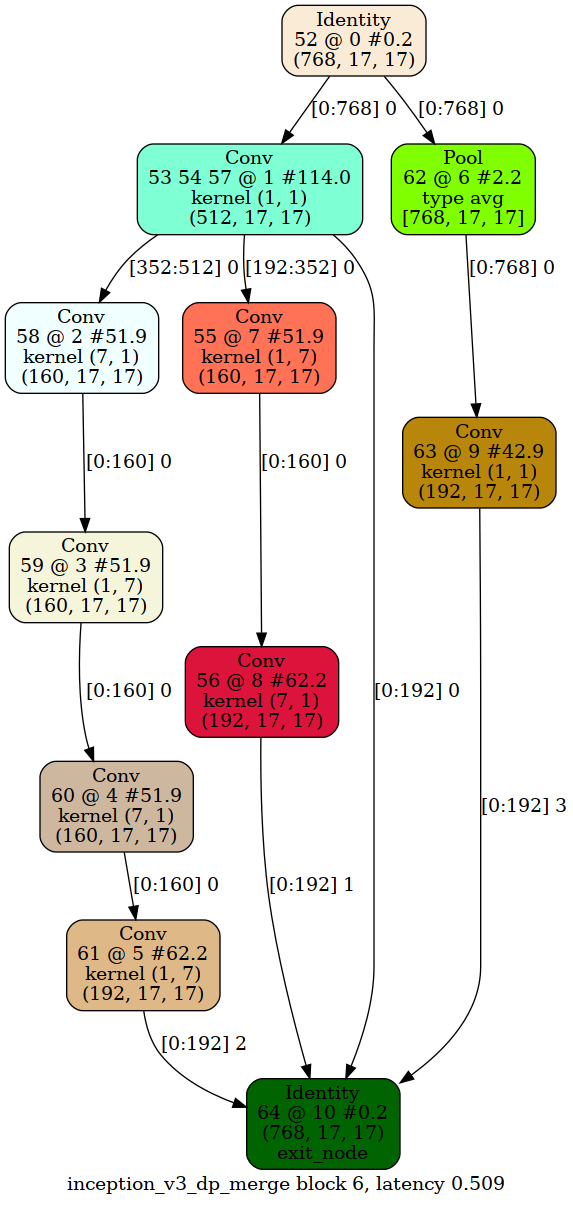 Identity
52 @ 0 #0.2
(768, 17, 17)
[0:768] 0
[0:768] 0
Conv
53 54 57 @ 1 #114.0
kernel (1, 1)
(512, 17, 17)
Pool
62 @ 6 #2.2
type avg
[768, 17, 17]
[352:512] 0
[192:352] 0
[0:768] 0
Conv
58 @ 2 #51.9
kernel (7, 1)
(160, 17, 17)
Conv
55 @ 7 #51.9
kernel (1, 7)
(160, 17, 17)
[0:160] 0
[0:160] 0
Conv
63 @ 9 #42.9
kernel (1, 1)
(192, 17, 17)
Conv
59 @ 3 #51.9
kernel (1, 7)
(160, 17, 17)
[0:160] 0
Conv
56 @ 8 #62.2
kernel (7, 1)
(192, 17, 17)
[0:192] 0
Conv
60 @ 4 #51.9
kernel (7, 1)
(160, 17, 17)
[0:192] 3
[0:160] 0
[0:192] 1
Conv
61 @ 5 #62.2
kernel (1, 7)
(192, 17, 17)
[0:192] 2
Identity
64 @ 10 #0.2
(768, 17, 17)
exit_node
inception_v3_dp_merge block 6, latency 0.509